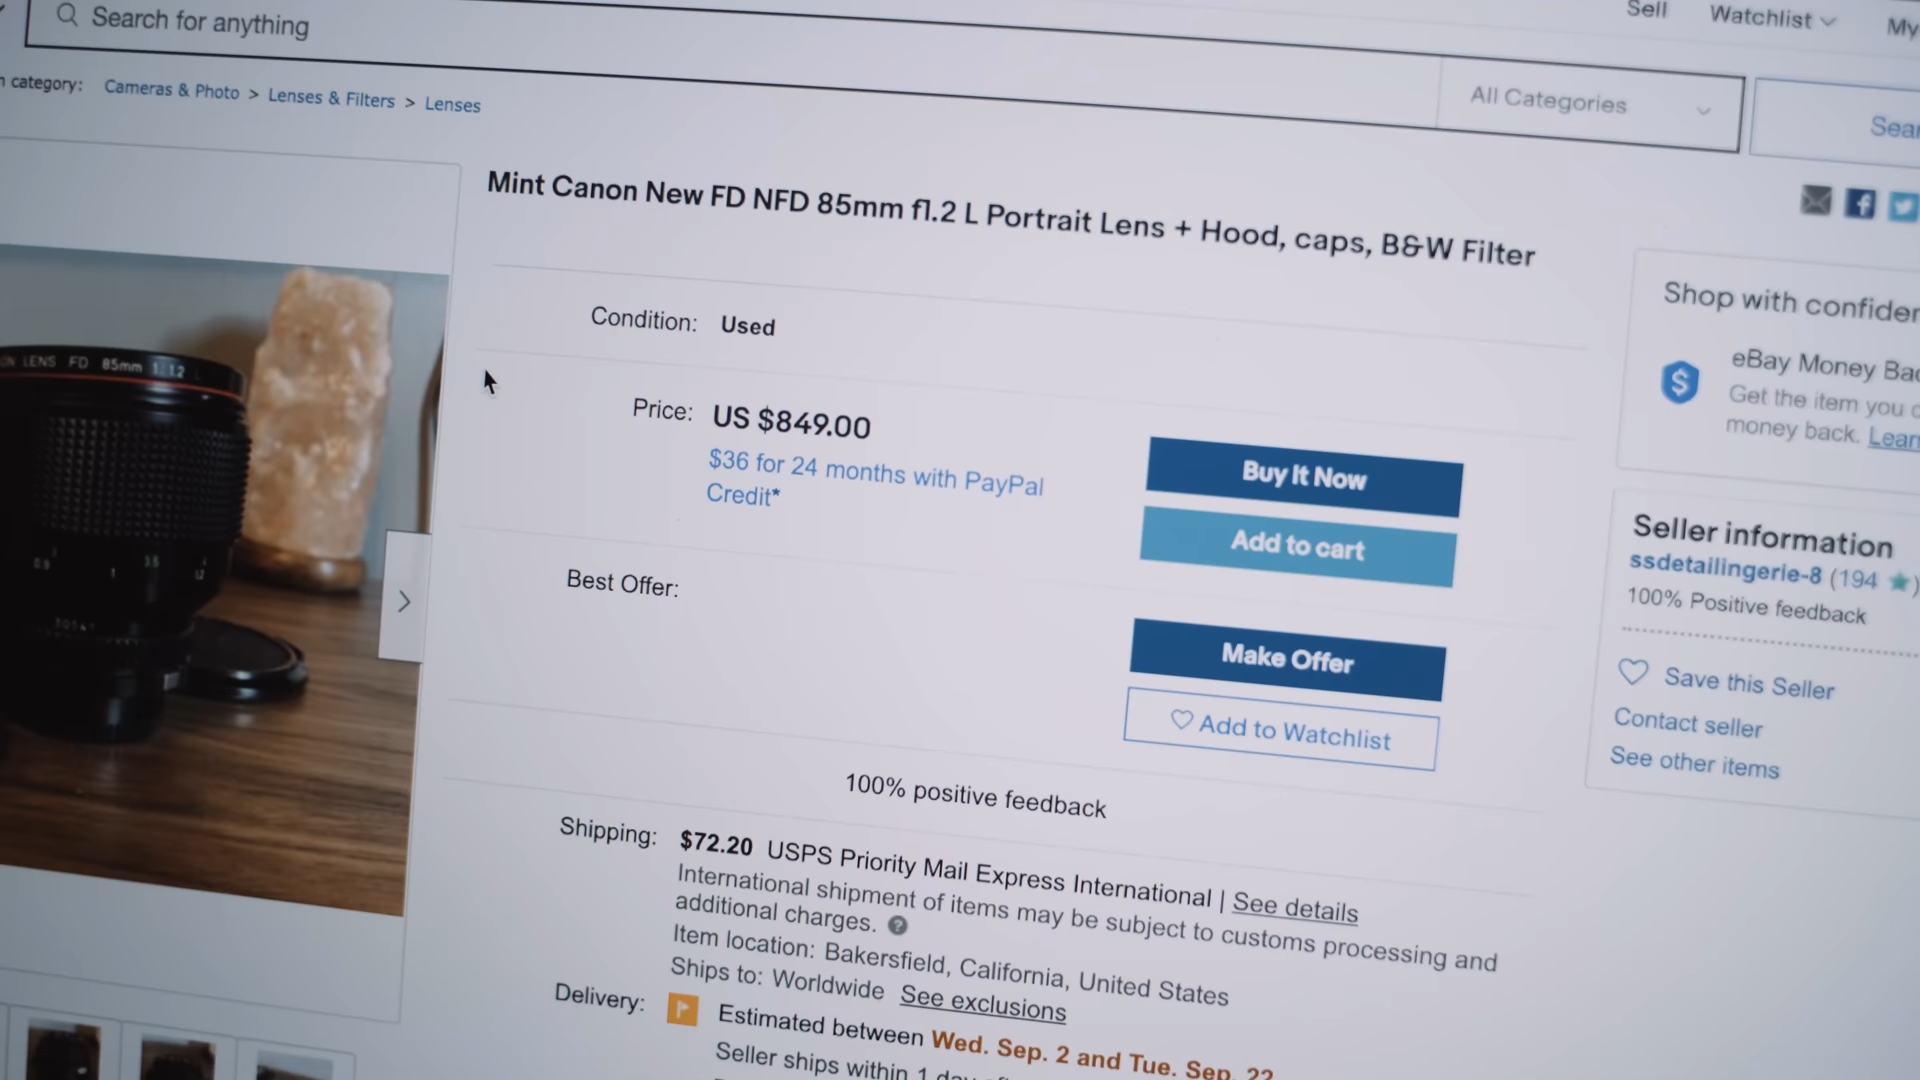 Search for anything
All Categories
Sell
Watchlist
My
category:
Cameras & Photo > Lenses & Filters > Lenses
Mint Canon New FD NFD 85mm f1.2 L Portrait Lens + Hood, caps, B&W Filter
Condition: Used
Price: US $849.00
$36 for 24 months with PayPal
Credit*
Buy It Now
Add to cart
Best Offer:
Make Offer
Add to Watchlist
100% positive feedback
Shipping: $72.20 USPS Priority Mail Express International | See details
International shipment of items may be subject to customs processing and
additional charges.
Item location: Bakersfield, California, United States
Ships to: Worldwide See exclusions
Delivery: Estimated between Wed. Sep. 2 and Tue. Sep. 22
Seller ships within 1
LENS FD 85mm 1:1.2 L
Shop with
eBay Money
Get the item you
money back.
Seller information
ssdetailingerie-8 (194 ★)
100% Positive feedback
Save this Seller
Contact seller
See other items